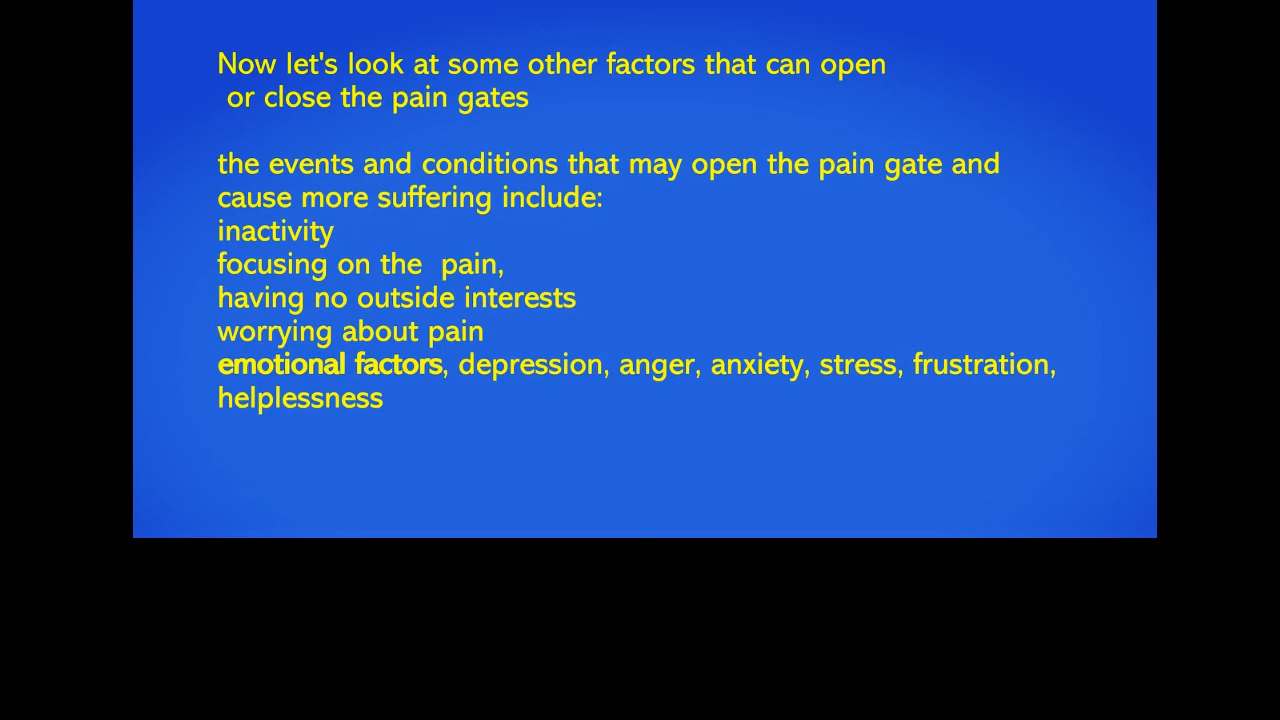 Now let's look at some other factors that can open
or close the pain gates
the events and conditions that may open the pain gate and
cause more suffering include:
inactivity
focusing on the  pain,
having no outside interests
worrying about pain
emotional factors, depression, anger, anxiety, stress, frustration,
helplessness